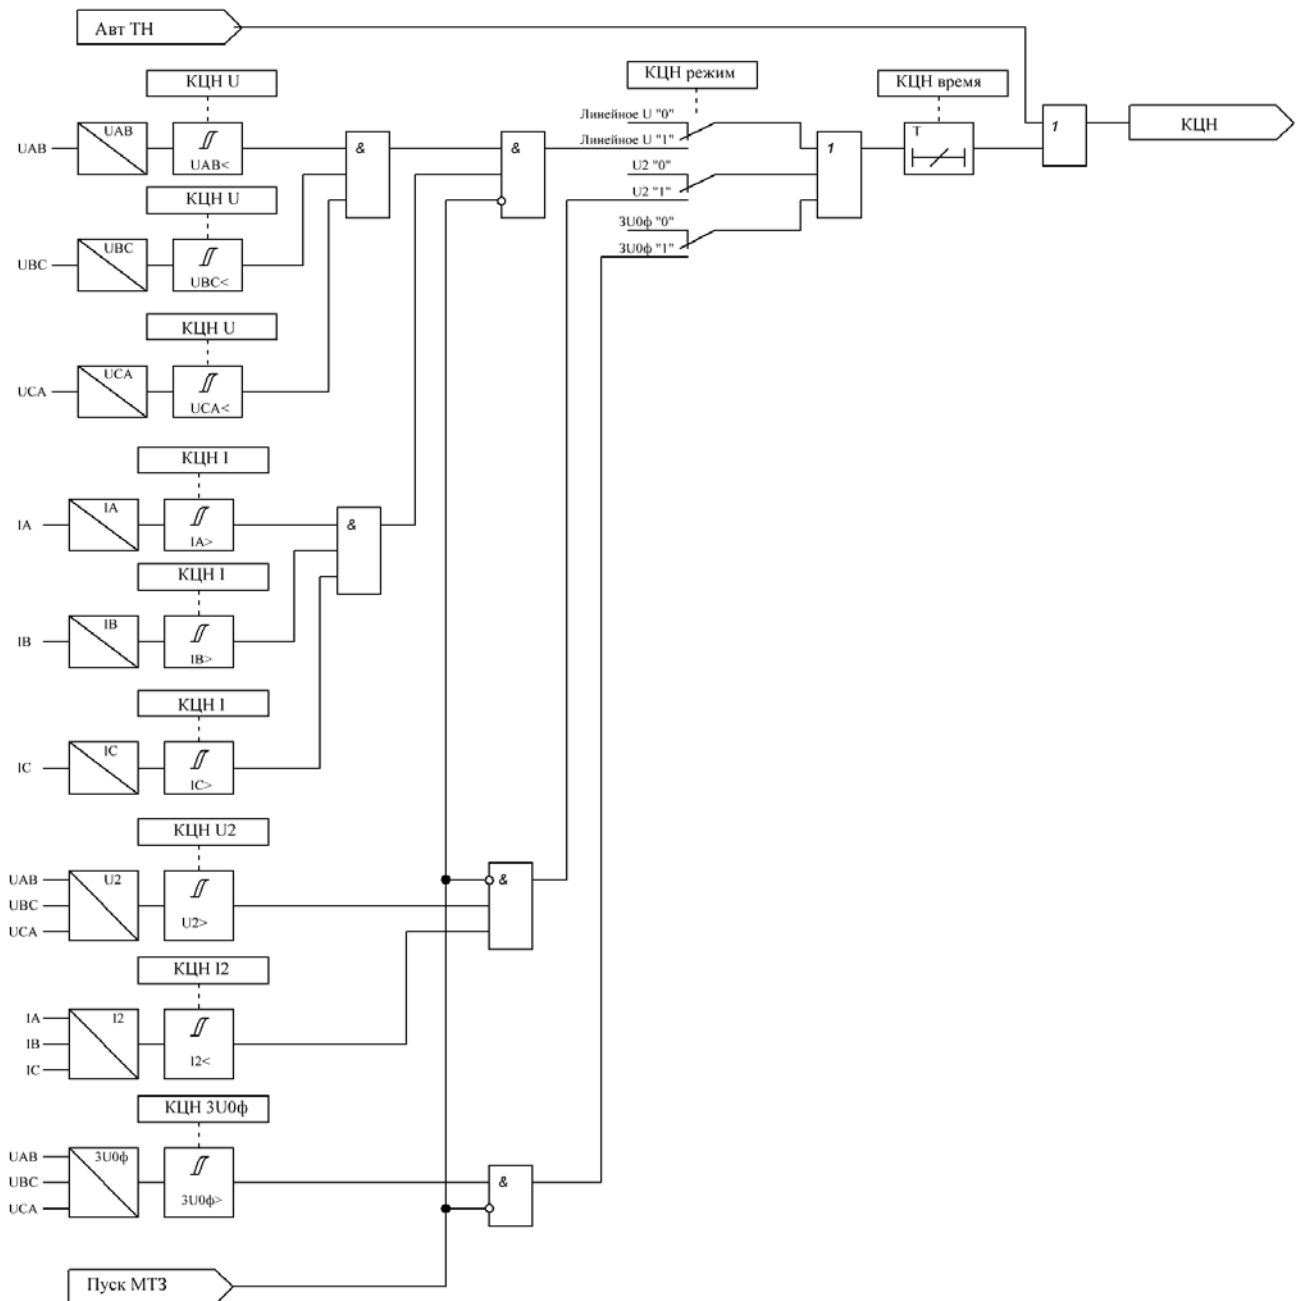 Авт ТН
КЦН U
КЦН режим
КЦН время
UAB
UAB
UAB<
&
&
Линейное U "0"
Линейное U "1"
U2 "0"
U2 "1"
3U0ф "0"
3U0ф "1"
1
T
1
КЦН
КЦН U
UBC
UBC
UBC<
КЦН U
UCA
UCA
UCA<
КЦН I
IA
IA
IA>
&
КЦН I
IB
IB
IB>
КЦН I
IC
IC
IC>
КЦН U2
UAB
UBC
UCA
U2
U2>
&
КЦН I2
IA
IB
IC
I2
I2<
КЦН 3U0ф
UAB
UBC
UCA
3U0ф
3U0ф>
&
Пуск МТЗ